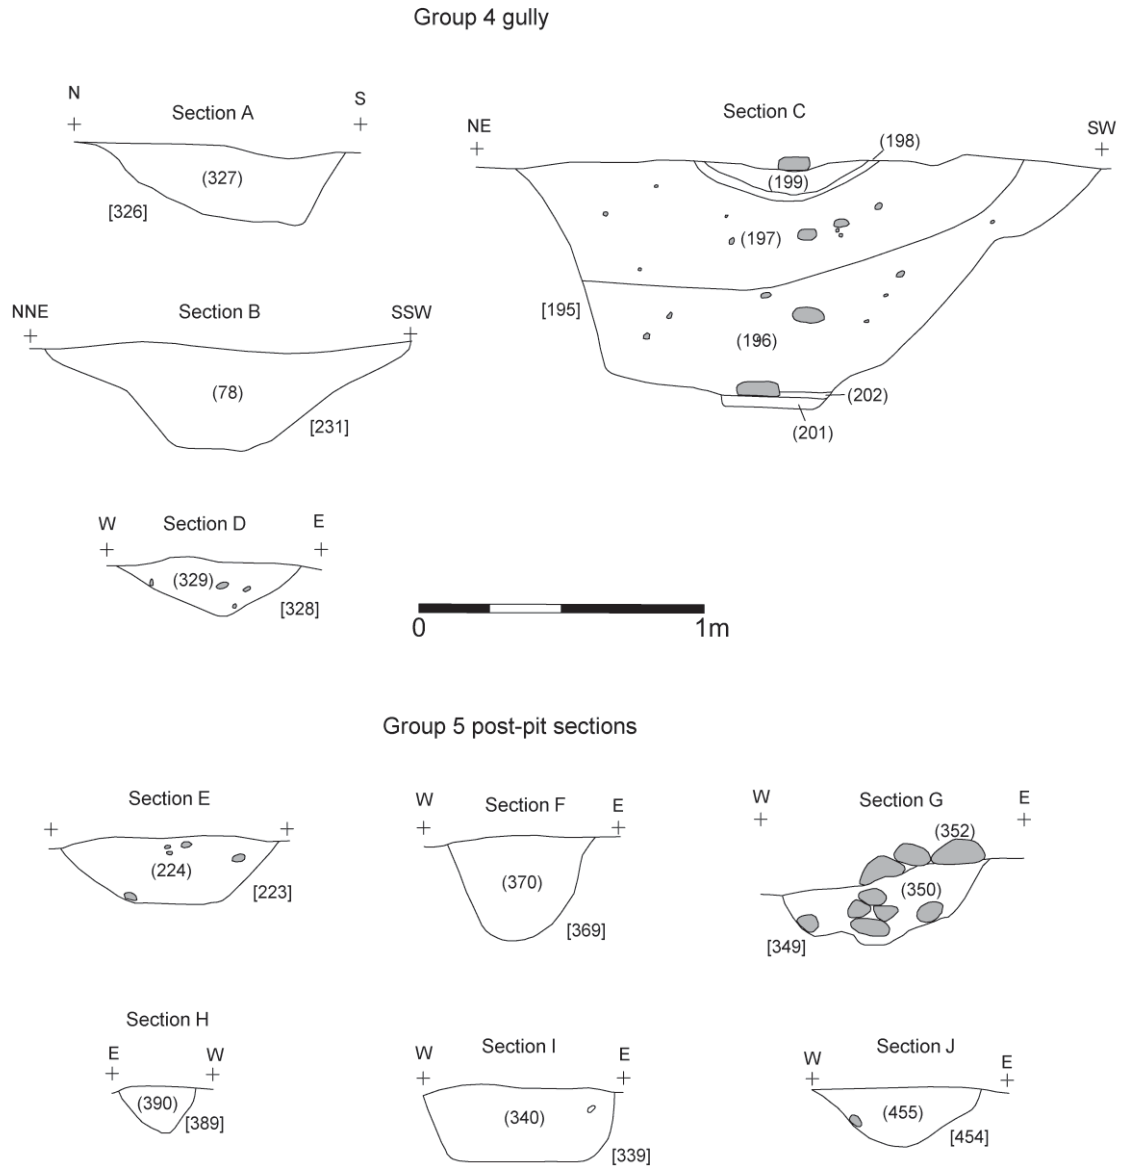 Group 4 gully
N
S
Section A
(327)
[326]
NE
SW
Section C
(198)
(199)
(197)
[195]
(196)
(202)
(201)
NNE
SSW
Section B
(78)
[231]
W
E
Section D
(329)
[328]
0
1m
Group 5 post-pit sections
Section E
(224)
[223]
W
E
Section F
(370)
[369]
W
E
Section G
(352)
(350)
[349]
Section H
E
W
(390)
[389]
W
E
Section I
(340)
[339]
W
E
Section J
(455)
[454]